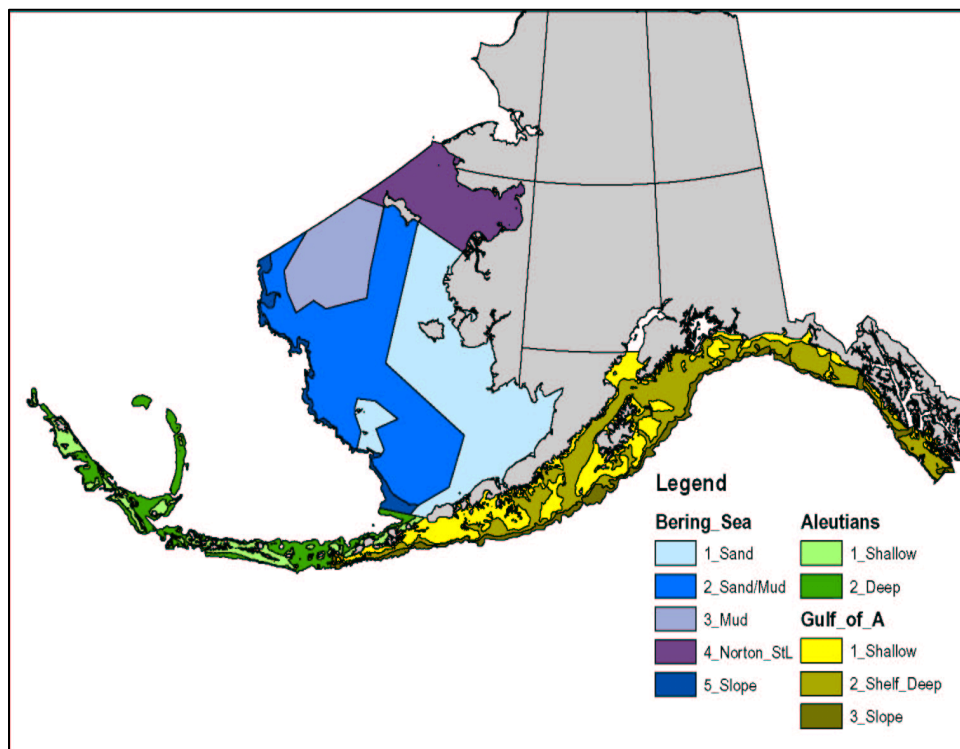 Legend
Bering_Sea
1_Sand
2_Sand/Mud
3_Mud
4_Norton_StL
5_Slope
Aleutians
1_Shallow
2_Deep
Gulf_of_A
1_Shallow
2_Shelf_Deep
3_Slope